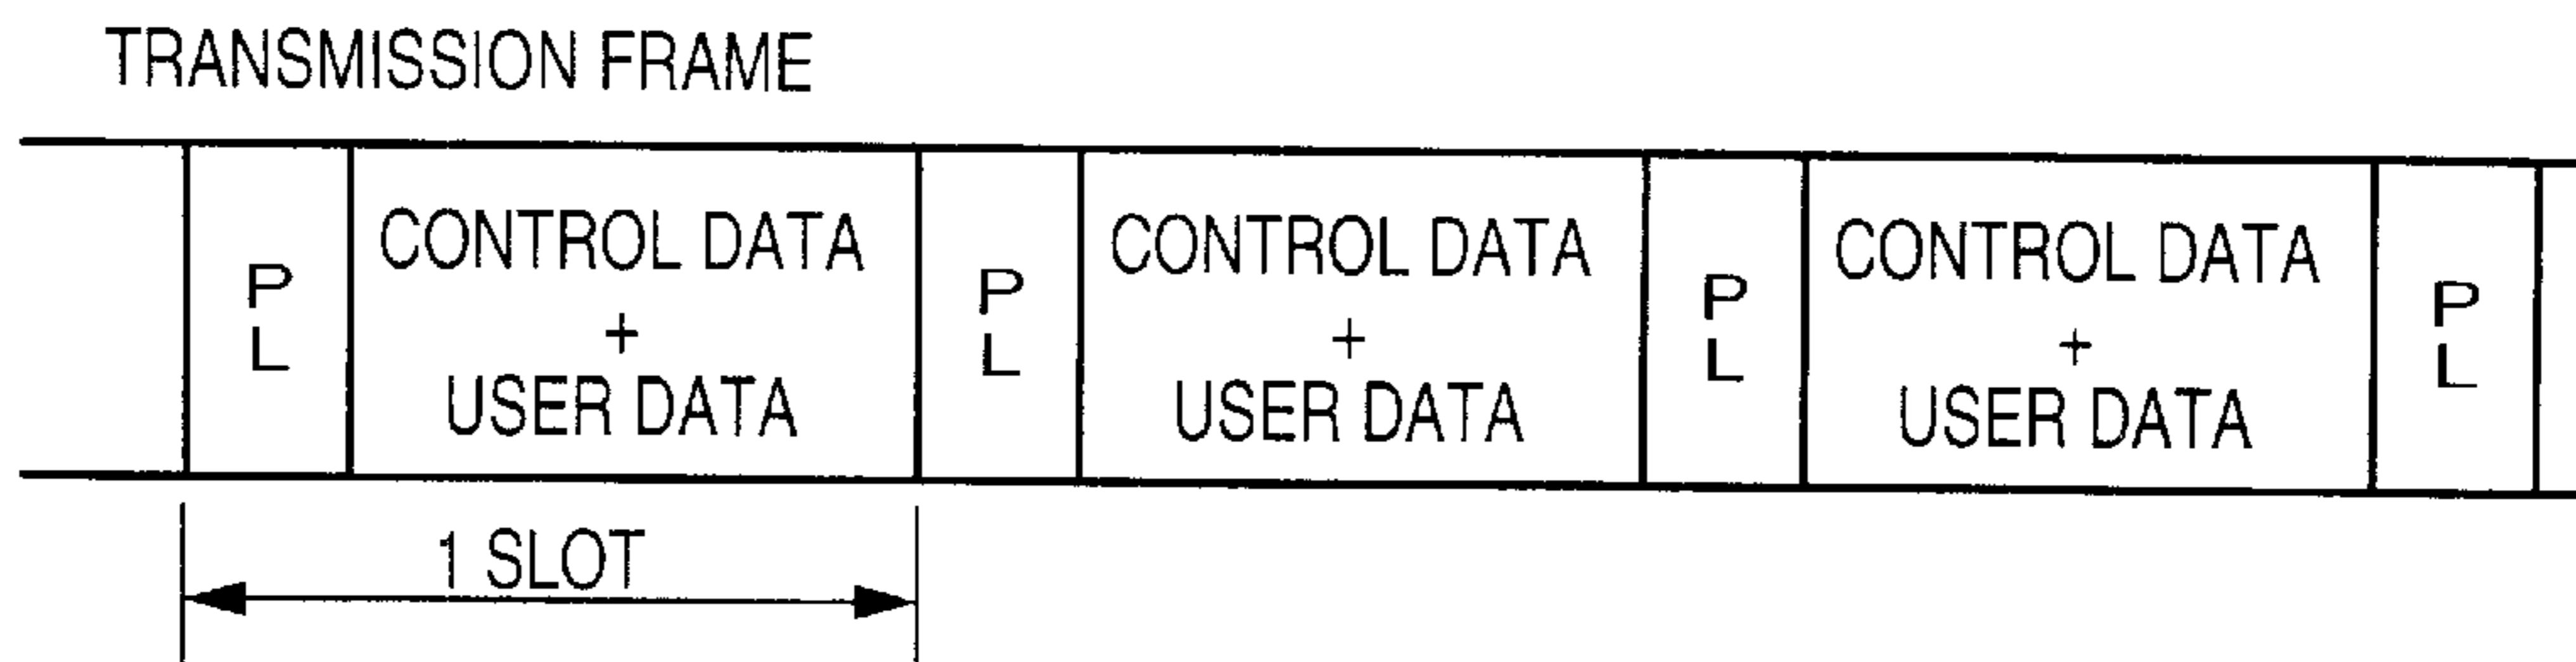 TRANSMISSION FRAME
P
L
CONTROL DATA
+
USER DATA
P
L
CONTROL DATA
+
USER DATA
P
L
CONTROL DATA
+
USER DATA
P
L
1 SLOT